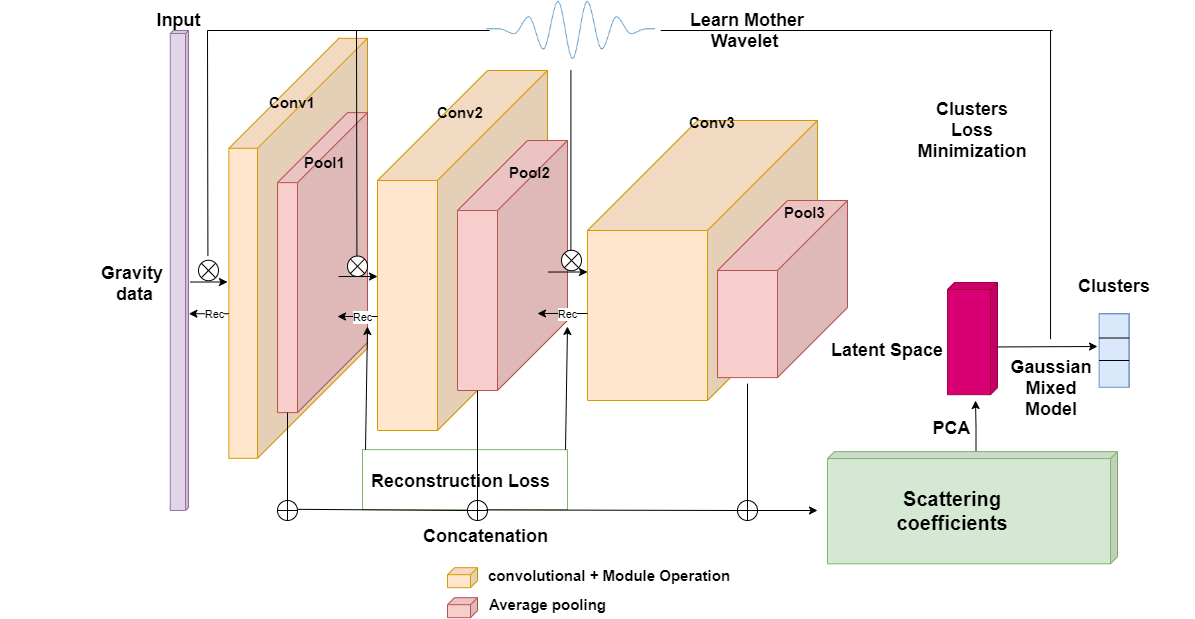 Input
Learn Mother
Wavelet
Conv1
Conv2
Conv3
Clusters
Loss
Minimization
Pool1
Pool2
Pool3
Gravity
data
Rec
Rec
Rec
Clusters
Latent Space
Gaussian
Mixed
Model
PCA
Reconstruction Loss
Scattering
coefficients
Concatenation
convolutional + Module Operation
Average pooling